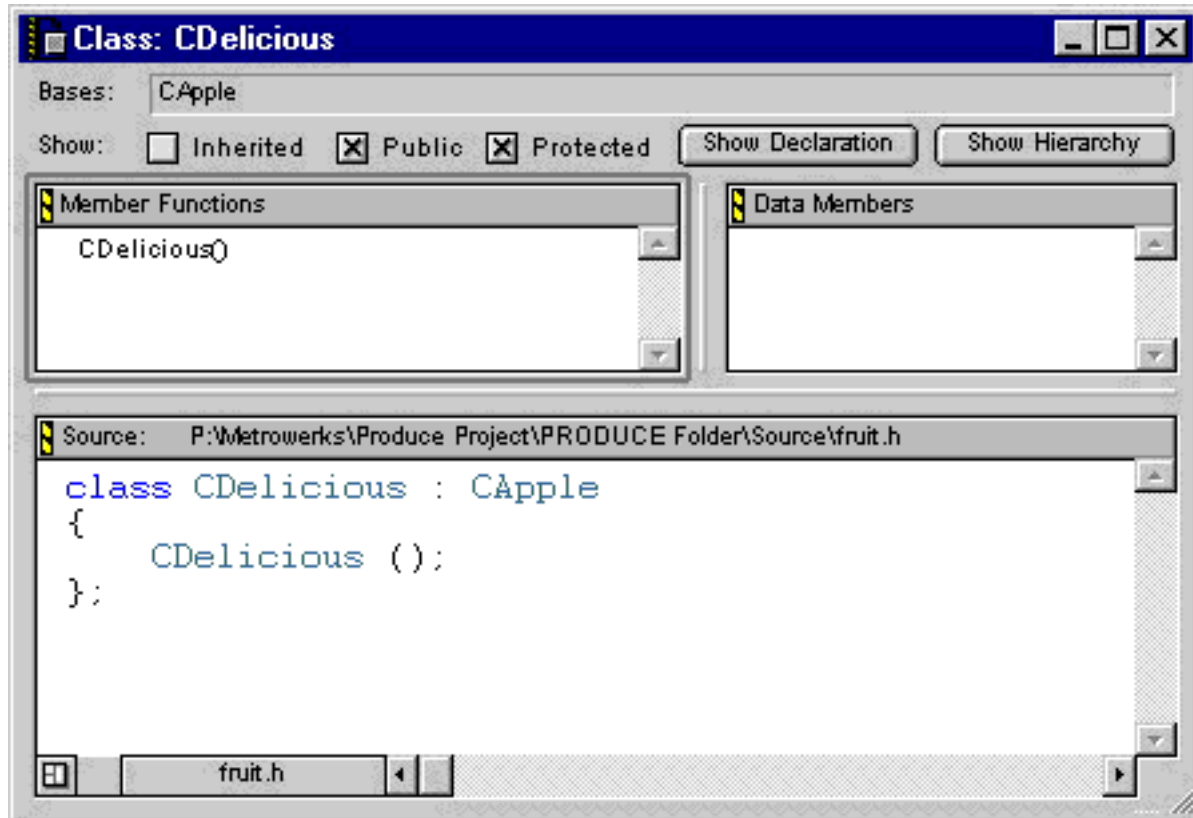 Class: CDelicious
Bases: CApple
Show: Inherited Public Protected Show Declaration Show Hierarchy
Member Functions Data Members
CDelicious()
Source: P:\Metrowerks\Produce Project\PRODUCE Folder\Source\fruit.h
class CDelicious : CApple
{
CDelicious ();
};
fruit.h